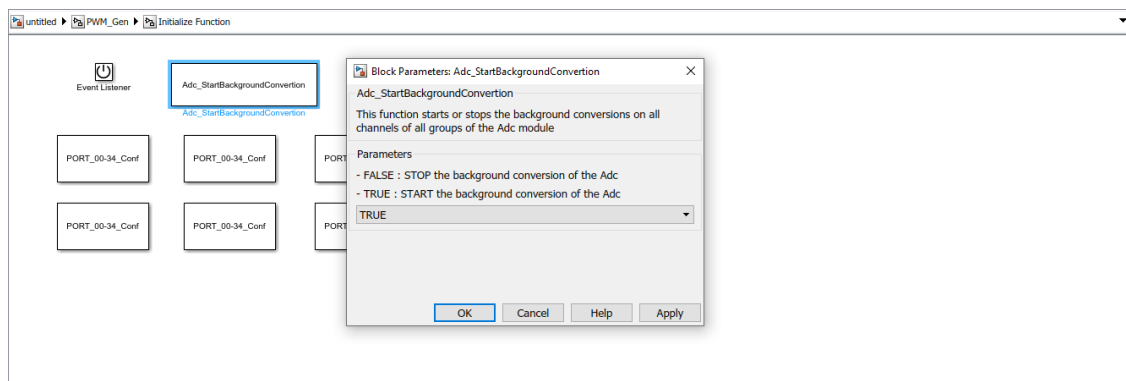 untitled PWM_Gen Initialize Function
Event Listener
Adc_StartBackgroundConvertion
Adc_StartBackgroundConvertion
PORT_00-34_Conf
PORT_00-34_Conf
PORT
PORT_00-34_Conf
PORT_00-34_Conf
PORT
Block Parameters: Adc_StartBackgroundConvertion
Adc_StartBackgroundConvertion
This function starts or stops the background conversions on all
channels of all groups of the Adc module
Parameters
- FALSE : STOP the background conversion of the Adc
- TRUE : START the background conversion of the Adc
TRUE
OK Cancel Help Apply